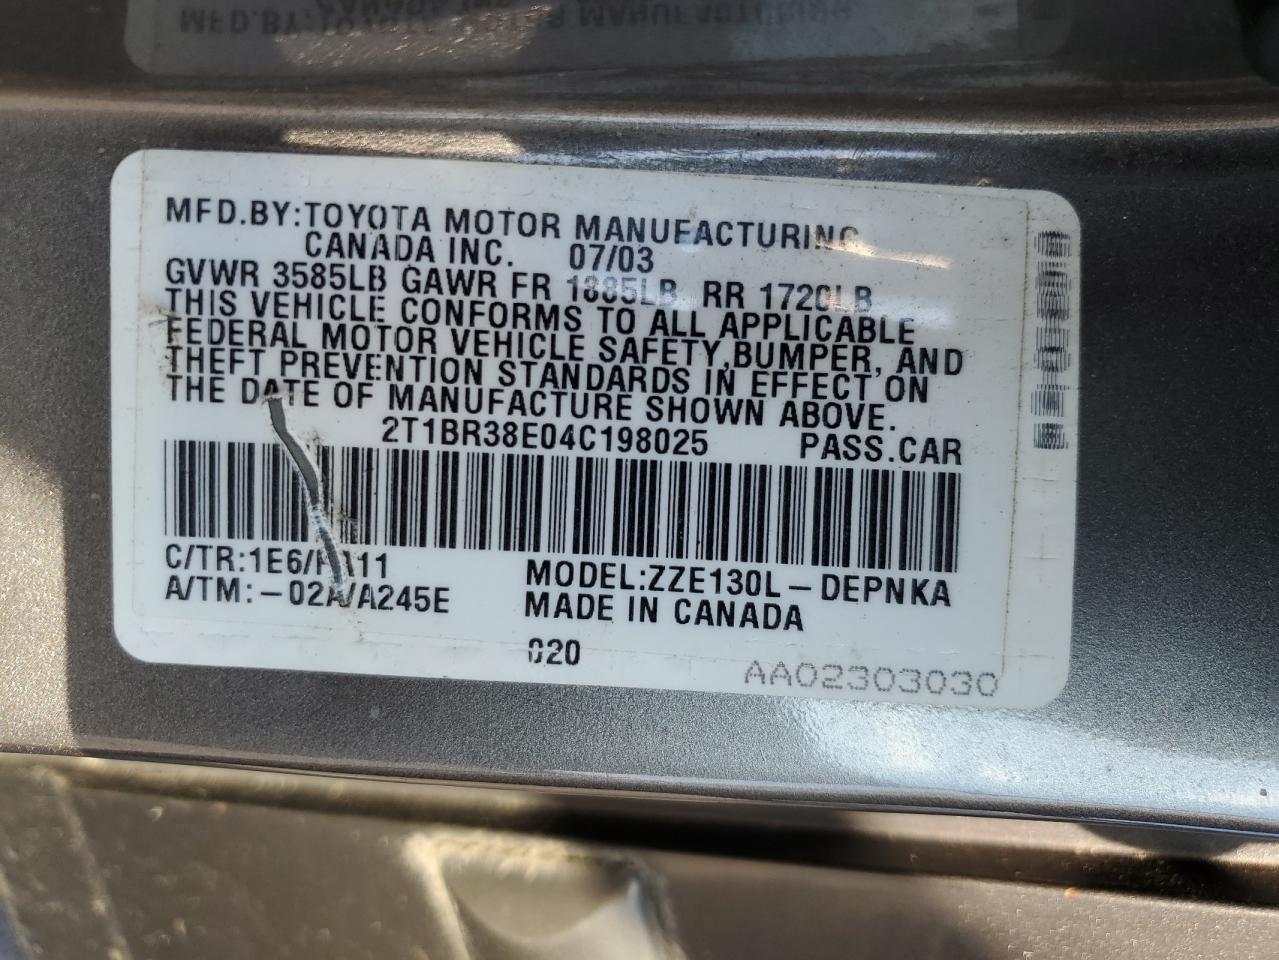 MFD.BY:TOYOTA MOTOR MANUFACTURING
CANADA INC. 07/03
GVWR 3585LB GAWR FR 1885LB RR 1720LB
THIS VEHICLE CONFORMS TO ALL APPLICABLE
FEDERAL MOTOR VEHICLE SAFETY,BUMPER, AND
THEFT PREVENTION STANDARDS IN EFFECT ON
THE DATE OF MANUFACTURE SHOWN ABOVE.
2T1BR38E04C198025 PASS.CAR
C/TR:1E6/
A/TM:-02A/A245E
MODEL:ZZE130L-DEPNKA
MADE IN CANADA
020
AA02303030